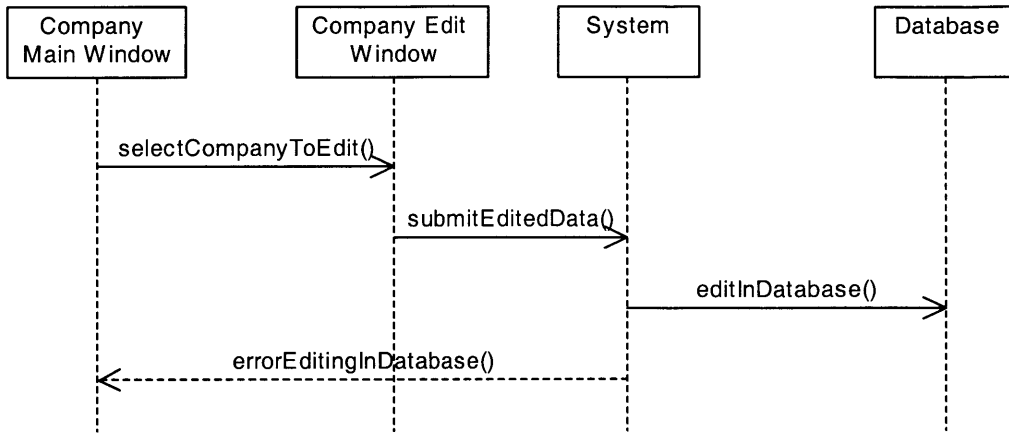 Company
Main Window
Company Edit
Window
System
Database
selectCompanyToEdit()
submitEditedData()
editInDatabase()
errorEditingInDatabase()